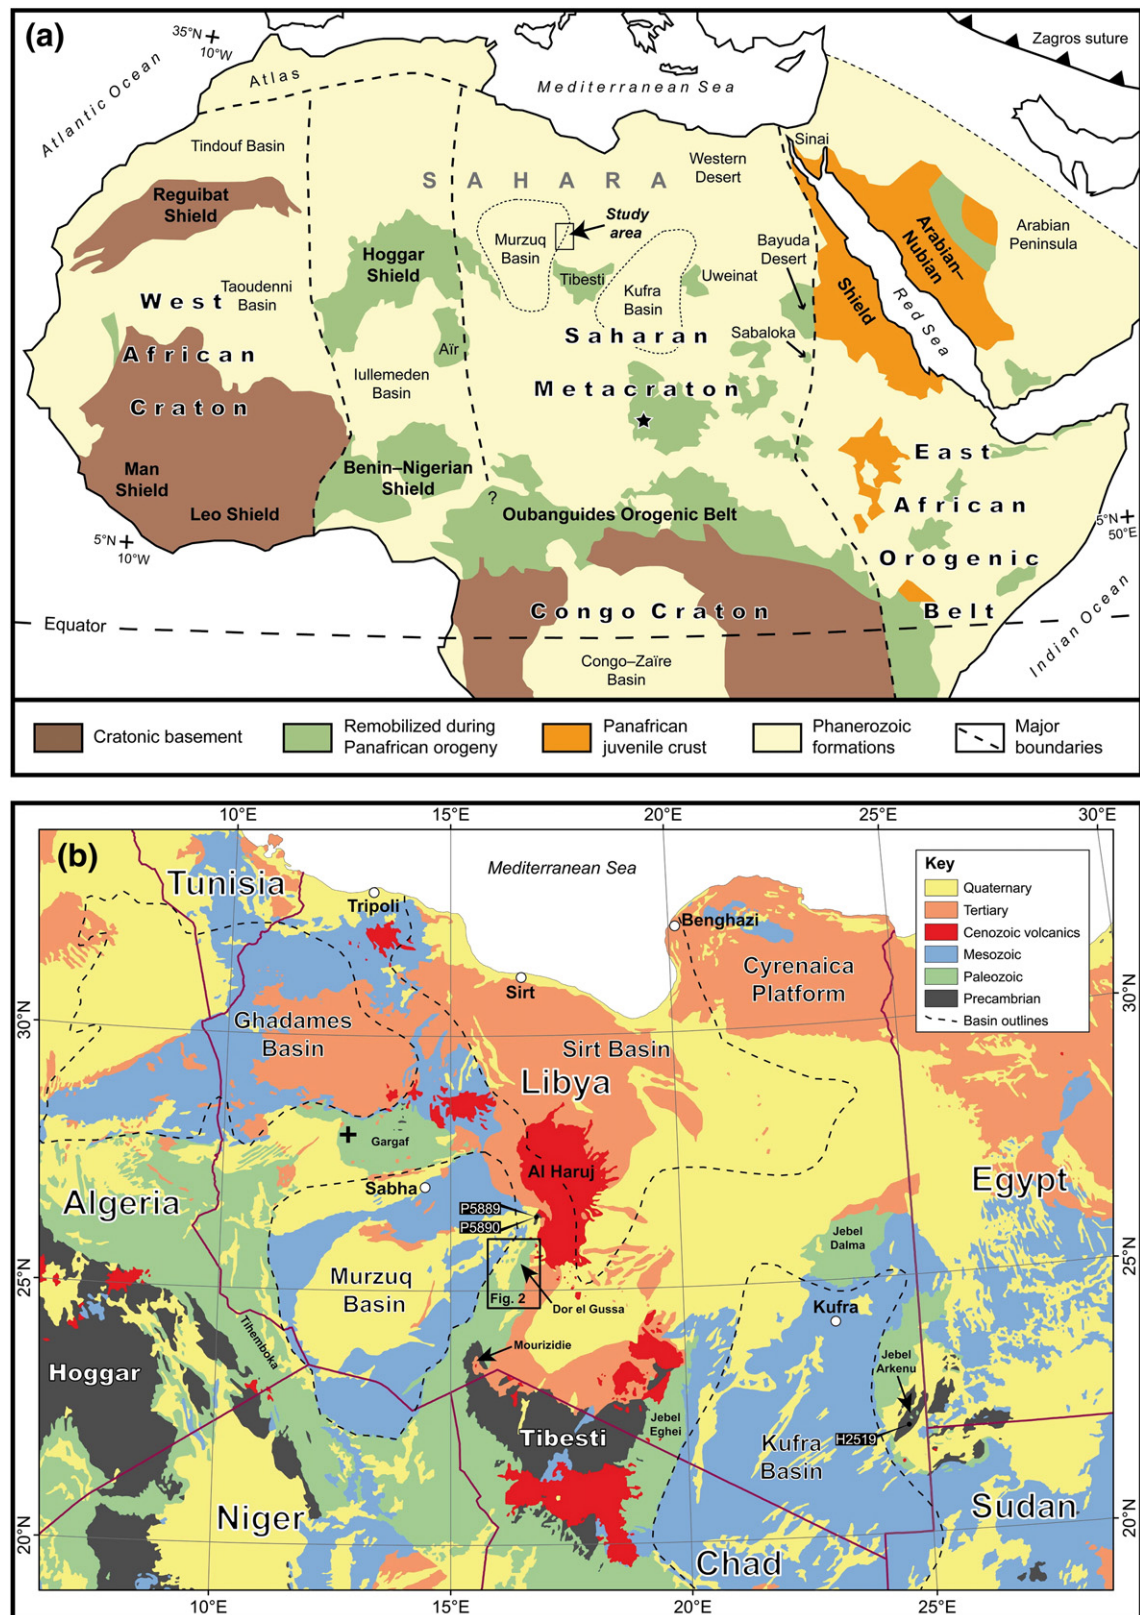 (a)
35°N
10°W
Atlantic Ocean
Atlas
Mediterranean Sea
Zagros suture
Tindouf Basin
Sinai
Western
Desert
SAHARA
Reguibat
Shield
Study
area
Murzuq
Basin
Hoggar
Shield
Bayuda
Desert
Arabian–
Nubian
Shield
Arabian
Peninsula
Taoudenni
Basin
Tibesti
Uweinat
Kufra
Basin
Red Sea
West
African
Craton
Saharan
Metacraton
Sabaloka
Aïr
Iullemeden
Basin
Man
Shield
Leo Shield
Benin–Nigerian
Shield
?
Oubanguides Orogenic Belt
East
African
Orogenic
Belt
5°N
10°W
5°N
50°E
Congo Craton
Equator
Congo–Zaïre
Basin
Indian Ocean
Cratonic basement
Remobilized during
Panafrican orogeny
Panafrican
juvenile crust
Phanerozoic
formations
Major
boundaries
10°E
15°E
20°E
25°E
30°E
(b)
Mediterranean Sea
Key
Quaternary
Tertiary
Cenozoic volcanics
Mesozoic
Paleozoic
Precambrian
Basin outlines
Tunisia
Tripoli
Benghazi
Cyrenaica
Platform
Sirt
30°N
30°N
Ghadames
Basin
Sirt Basin
Libya
Gargaf
Al Haruj
Algeria
Sabha
Egypt
P5889
P5890
Jebel
Dalma
25°N
25°N
Murzuq
Basin
Fig. 2
Dor el Gussa
Kufra
Tihemboka
Mourizidie
Hoggar
Jebel
Arkenu
Jebel
Eghei
Tibesti
H2519
Kufra
Basin
Niger
Sudan
20°N
20°N
Chad
10°E
15°E
20°E
25°E